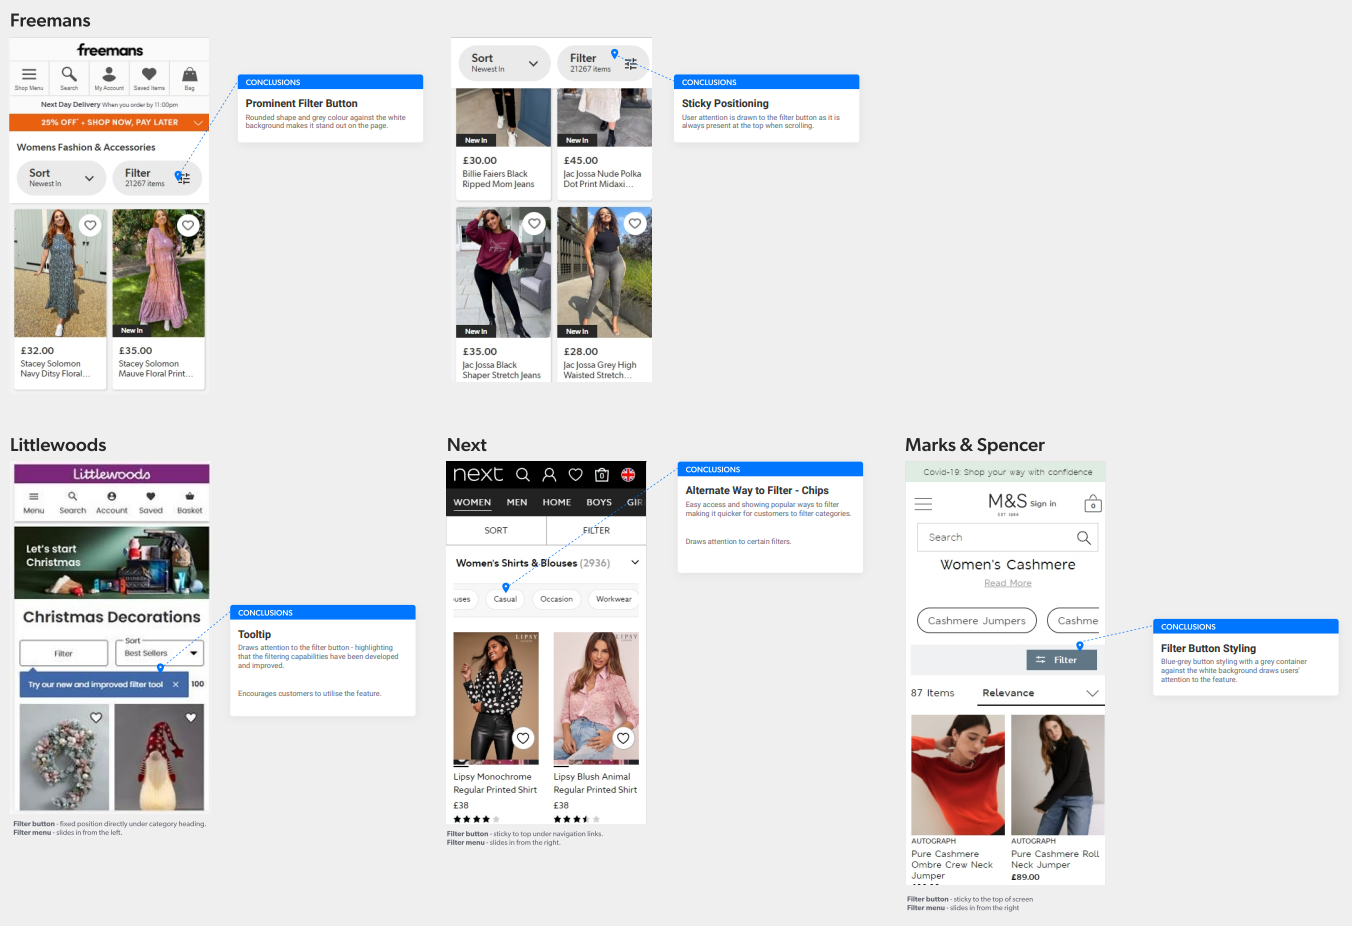 Freemans
freemans
Shop Menu
Search
My Account
Saved Items
Bag
Next Day Delivery When you order by 11:00pm
25% OFF* + SHOP NOW, PAY LATER
Womens Fashion & Accessories
Sort
Newest In
Filter
21267 items
New In
£32.00
Stacey Solomon
Navy Ditsy Floral...
£35.00
Stacey Solomon
Mauve Floral Print...
CONCLUSIONS
Prominent Filter Button
Rounded shape and grey colour against the white
background makes it stand out on the page.
Sort
Newest In
Filter
21267 items
New In
New In
£30.00
Billie Faiers Black
Ripped Mom Jeans
£45.00
Jac Jossa Nude Polka
Dot Print Midaxi...
New In
New In
£35.00
Jac Jossa Black
Shaper Stretch Jeans
£28.00
Jac Jossa Grey High
Waisted Stretch...
CONCLUSIONS
Sticky Positioning
User attention is drawn to the filter button as it is
always present at the top when scrolling.
Littlewoods
Littlewoods
Menu
Search
Account
Saved
Basket
Let's start
Christmas
Christmas Decorations
Filter
Sort
Best Sellers
Try our new and improved filter tool
100
Filter button - fixed position directly under category heading.
Filter menu - slides in from the left.
CONCLUSIONS
Tooltip
Draws attention to the filter button - highlighting
that the filtering capabilities have been developed
and improved.
Encourages customers to utilise the feature.
Next
next
0
WOMEN
MEN
HOME
BOYS
GIR
SORT
FILTER
Women's Shirts & Blouses (2936)
ouses
Casual
Occasion
Workwear
LIPSY
LIPSY
Lipsy Monochrome
Regular Printed Shirt
£38
Lipsy Blush Animal
Regular Printed Shirt
£38
Filter button - sticky to top under navigation links.
Filter menu - slides in from the right.
CONCLUSIONS
Alternate Way to Filter - Chips
Easy access and showing popular ways to filter
making it quicker for customers to filter categories.
Draws attention to certain filters.
Marks & Spencer
Covid-19: Shop your way with confidence
M&S
EST 1884
Sign in
0
Search
Women's Cashmere
Read More
Cashmere Jumpers
Cashme
Filter
87 Items
Relevance
AUTOGRAPH
Pure Cashmere
Ombre Crew Neck
Jumper
AUTOGRAPH
Pure Cashmere Roll
Neck Jumper
£89.00
Filter button - sticky to the top of screen
Filter menu - slides in from the right
CONCLUSIONS
Filter Button Styling
Blue-grey button styling with a grey container
against the white background draws users'
attention to the feature.